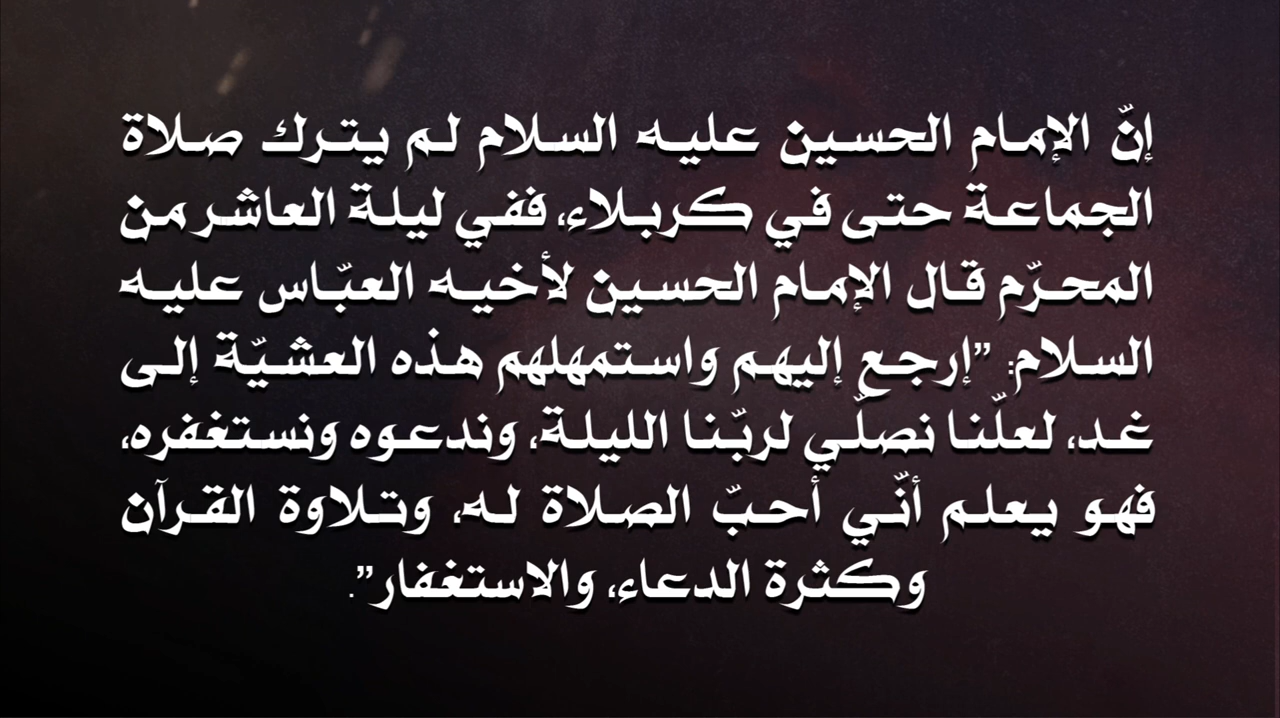 إنّ الإمام الحسين عليه السلام لم يترك صلاة
الجماعة حتى في كربلاء، ففي ليلة العاشر من
المحرّم قال الإمام الحسين لأخيه العبّاس عليه
السلام: "إرجع إليهم واستمهلهم هذه العشيّة إلى
غد، لعلّنا نصلّي لربّنا الليلة، وندعوه ونستغفره،
فهو يعلم أنّي أحبّ الصلاة له، وتلاوة القرآن
وكثرة الدعاء، والاستغفار".